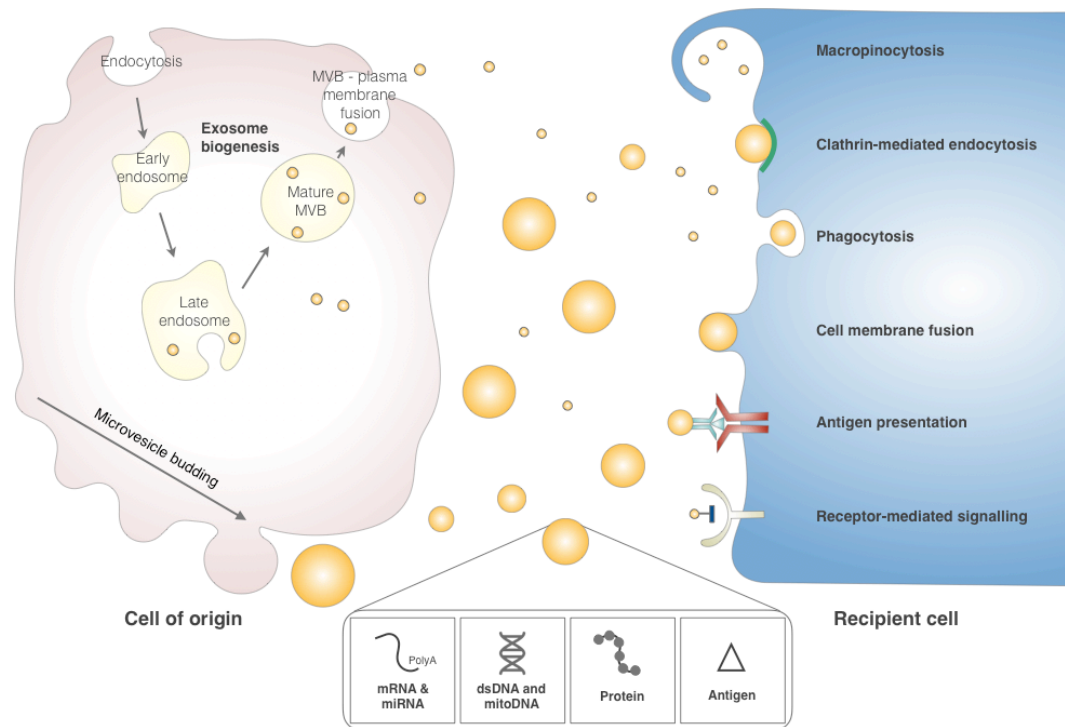 Endocytosis
MVB - plasma
membrane
fusion
Exosome
biogenesis
Early
endosome
Mature
MVB
Late
endosome
Microvesicle budding
Cell of origin
Macropinocytosis
Clathrin-mediated endocytosis
Phagocytosis
Cell membrane fusion
Antigen presentation
Receptor-mediated signalling
Recipient cell
PolyA
mRNA &
miRNA
dsDNA and
mitoDNA
Protein
Antigen